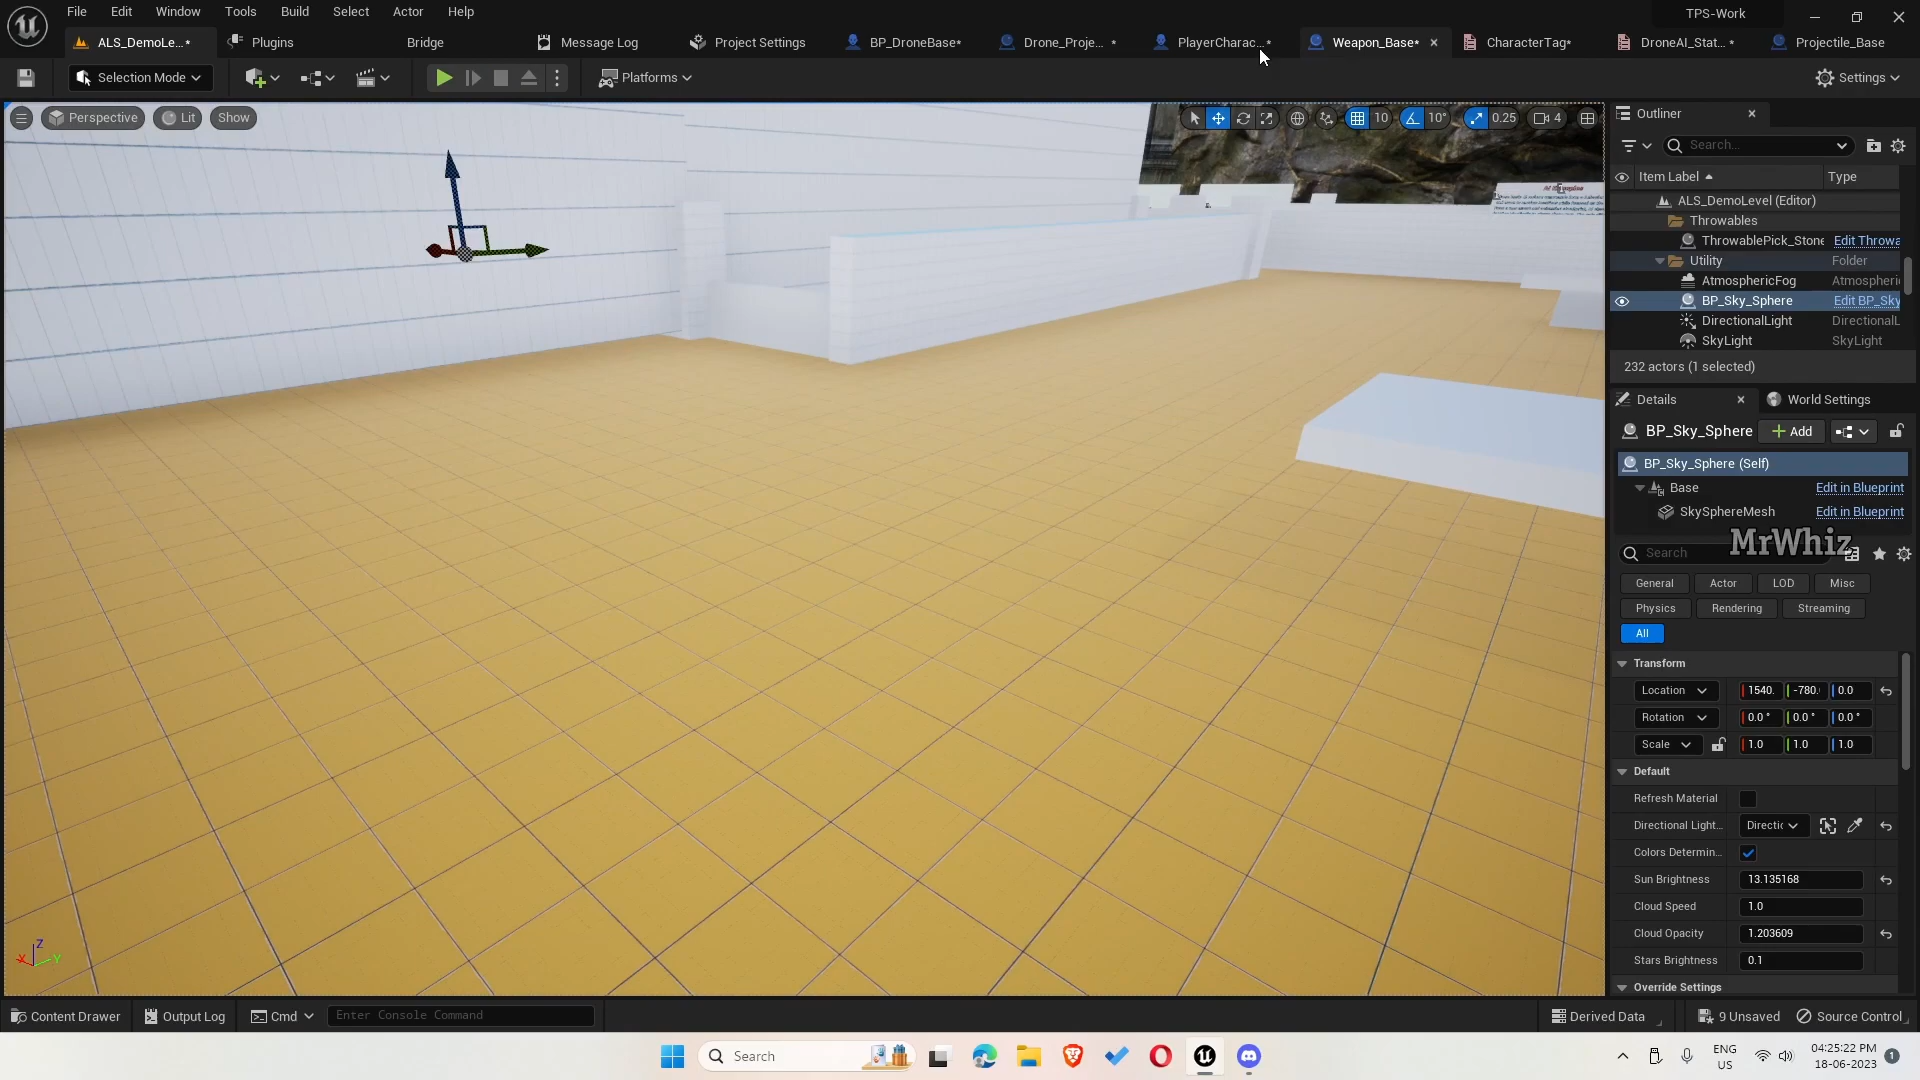 File Edit Window Tools Build Select Actor Help
TPS-Work
ALS_DemoLe...* Plugins Bridge Message Log Project Settings BP_DroneBase* Drone_Proje... * PlayerCharac...* Weapon_Base* CharacterTag* DroneAI_Stat... * Projectile_Base
Selection Mode Platforms Settings
Perspective Lit Show 10 10° 0.25 4
Outliner
Search...
Item Label Type
ALS_DemoLevel (Editor)
Throwables
ThrowablePick_Stone Edit Throwa
Utility Folder
AtmosphericFog Atmospheri
BP_Sky_Sphere Edit BP_Sky
DirectionalLight DirectionalL
SkyLight SkyLight
232 actors (1 selected)
Details World Settings
BP_Sky_Sphere Add
BP_Sky_Sphere (Self)
Base Edit in Blueprint
SkySphereMesh Edit in Blueprint
MrWhiz
Search
General Actor LOD Misc
Physics Rendering Streaming
All
Transform
Location 1540. -780. 0.0
Rotation 0.0 ° 0.0 ° 0.0 °
Scale 1.0 1.0 1.0
Default
Refresh Material
Directional Light... Directic
Colors Determin...
Sun Brightness 13.135168
Cloud Speed 1.0
Cloud Opacity 1.203609
Stars Brightness 0.1
Override Settings
Z
X Y
Content Drawer Output Log Cmd Enter Console Command Derived Data 9 Unsaved Source Control
Search
ENG
US
04:25:22 PM
18-06-2023
1